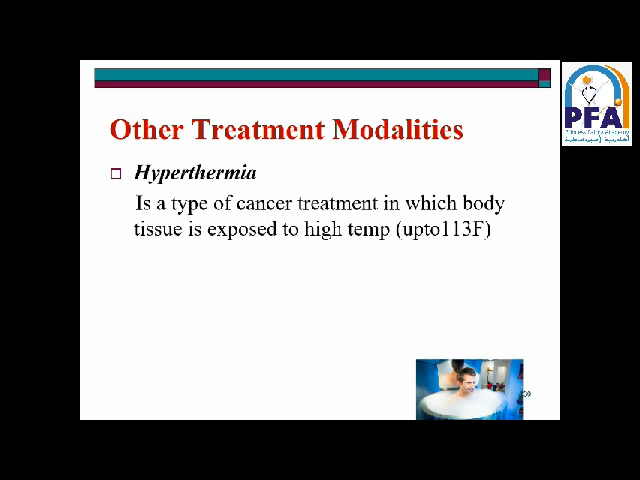 Other Treatment Modalities
Hyperthermia
Is a type of cancer treatment in which body
tissue is exposed to high temp (upto113F)
PFA